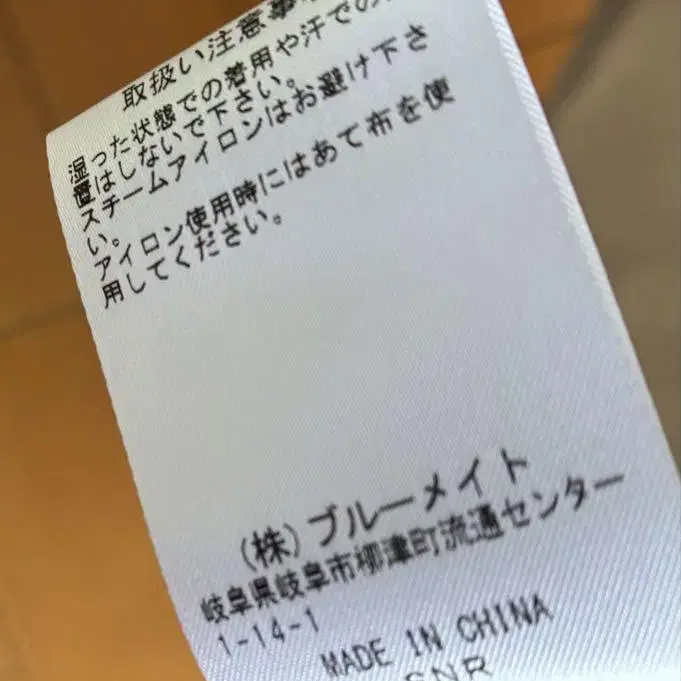 取扱い注意事
湿った状態での着用や汗での
置はしないで下さい。
スチームアイロンはお避け下さ
い。
アイロン使用時にはあて布を使
用してください。
(株)ブルーメイト
岐阜県岐阜市柳津町流通センター
1-14-1
MADE IN CHINA
SNR